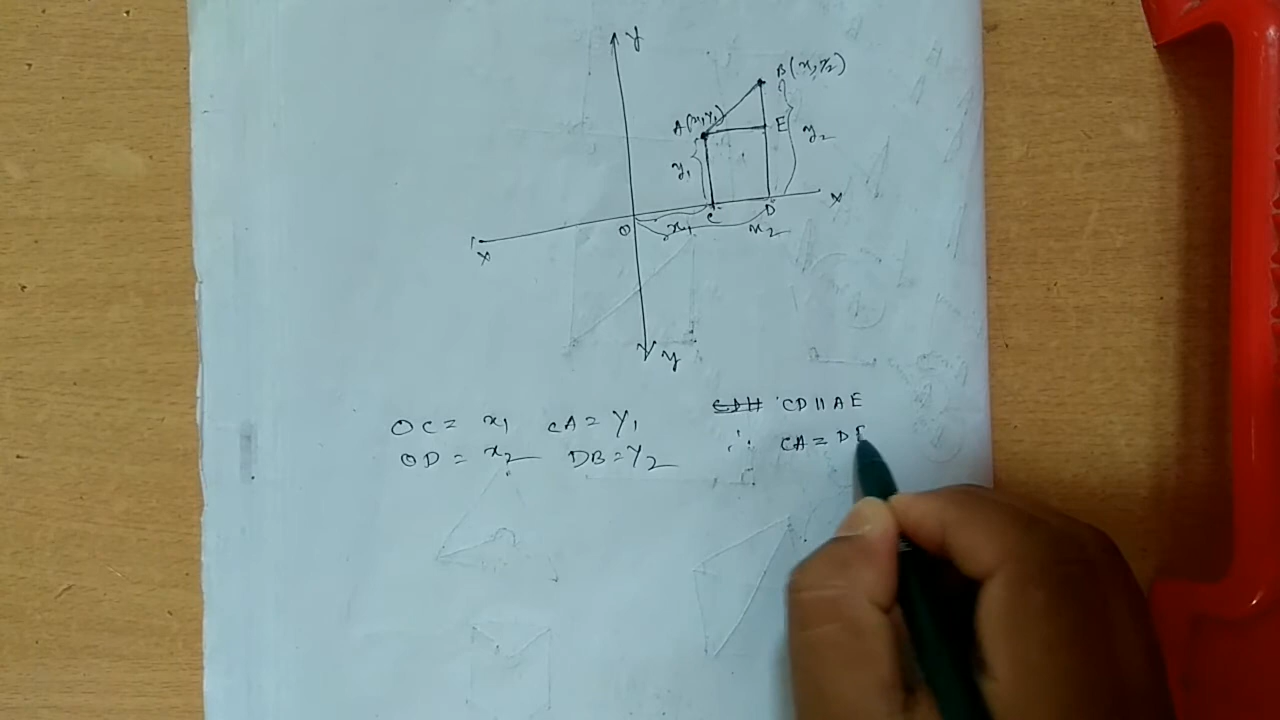 y
B(x, y2)
A(x1 y1)
E
y2
y1
x
C
D
O
x1
x2
x
y
OC = x1 CA = Y1 CD || AE
OD = x2 DB = Y2 ∴ CA = DE